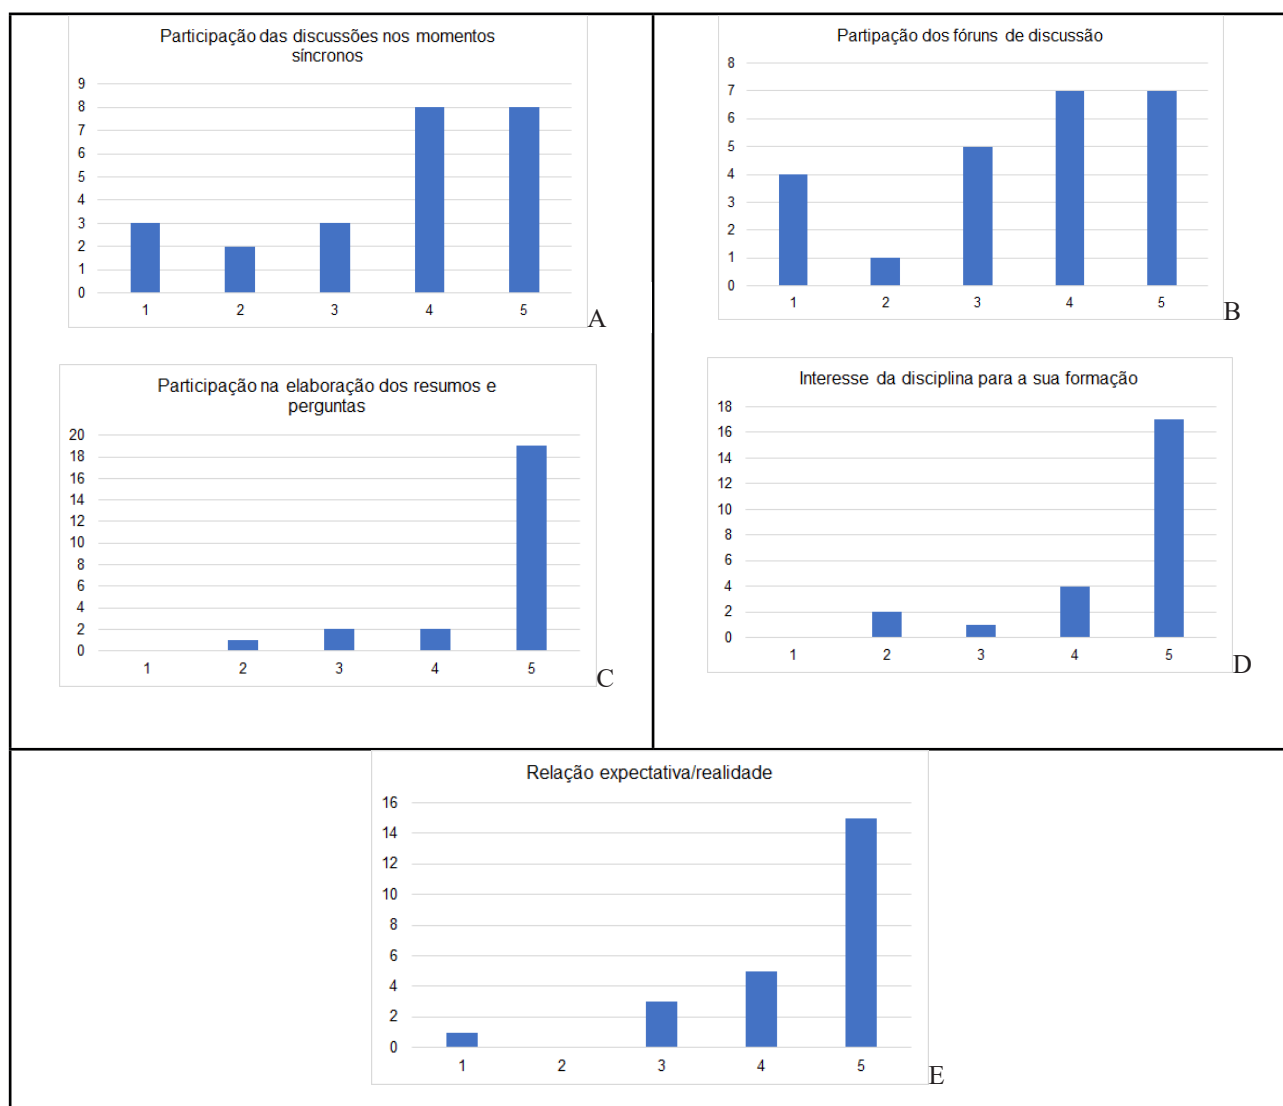 Participação das discussões nos momentos
síncronos
9
8
7
6
5
4
3
2
1
0
1 2 3 4 5
A
Partipação dos fóruns de discussão
8
7
6
5
4
3
2
1
0
1 2 3 4 5
B
Participação na elaboração dos resumos e
perguntas
20
18
16
14
12
10
8
6
4
2
0
1 2 3 4 5
C
Interesse da disciplina para a sua formação
18
16
14
12
10
8
6
4
2
0
1 2 3 4 5
D
Relação expectativa/realidade
16
14
12
10
8
6
4
2
0
1 2 3 4 5
E